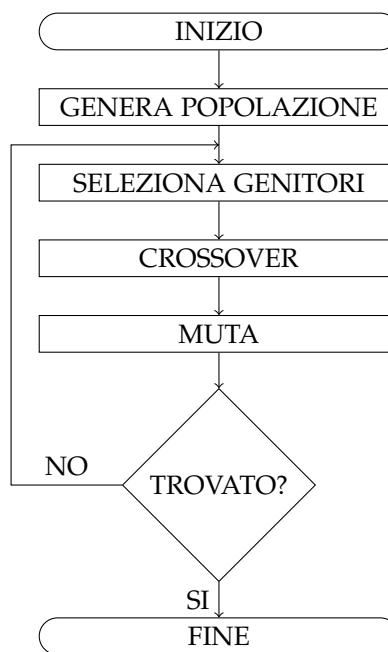 INIZIO
GENERA POPOLAZIONE
SELEZIONA GENITORI
CROSSOVER
MUTA
NO
TROVATO?
SI
FINE